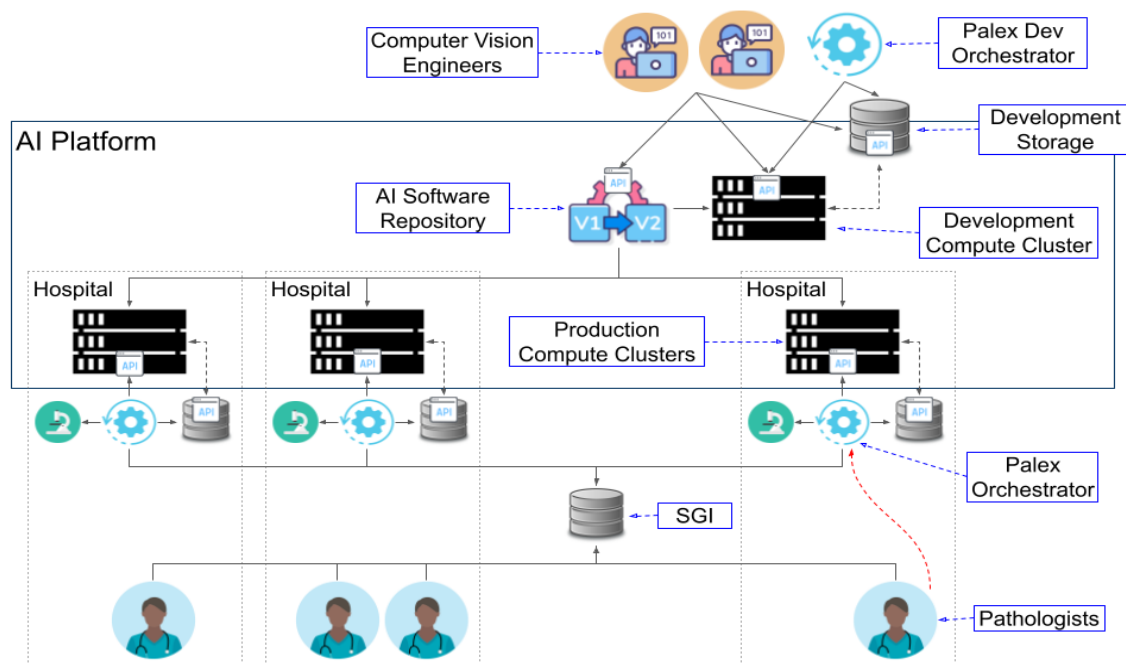 Computer Vision
Engineers
101
101
Palex Dev
Orchestrator
Development
Storage
API
AI Platform
AI Software
Repository
API
V1
V2
API
Development
Compute Cluster
Hospital
Hospital
Hospital
API
API
API
Production
Compute Clusters
API
API
API
Palex
Orchestrator
SGI
Pathologists